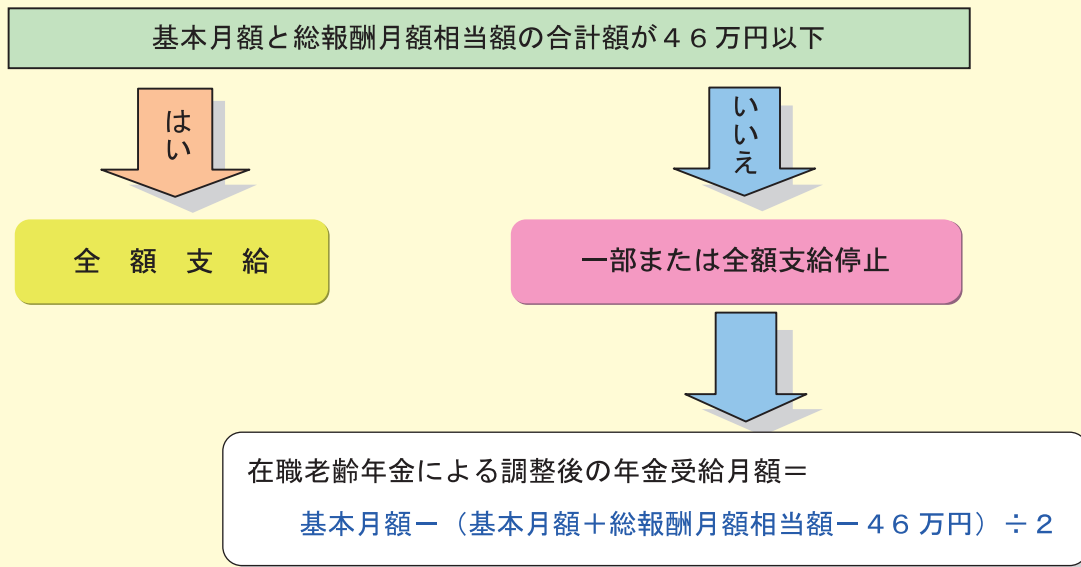 基本月額と総報酬月額相当額の合計額が４６万円以下
はい
いいえ
全　額　支　給
一部または全額支給停止
在職老齢年金による調整後の年金受給月額＝
基本月額－（基本月額＋総報酬月額相当額－４６万円）÷２